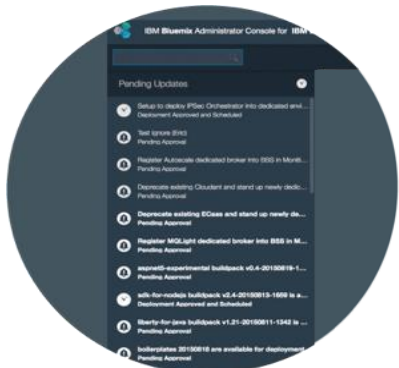 IBM Bluemix Administrator Console for IBM
Pending Updates
Setup to deploy IPSec Orchestrator into dedicated envi...
Deployment Approved and Scheduled
Test Ignore (Eric)
Pending Approval
Register Autoscale dedicated broker into BSS in Monit...
Pending Approval
Deprecate existing Cloudant and stand up newly dedic...
Pending Approval
Deprecate existing ECaas and stand up newly de...
Pending Approval
Register MQLight dedicated broker into BSS in M...
Pending Approval
aspnet5-experimental buildpack v0.4-20150819-1...
Pending Approval
sdk-for-nodejs buildpack v2.4-20150813-1659 is a...
Deployment Approved and Scheduled
liberty-for-java buildpack v1.21-20150811-1342 is ...
Pending Approval
boilerplates 20150818 are available for deployment
Pending Approval